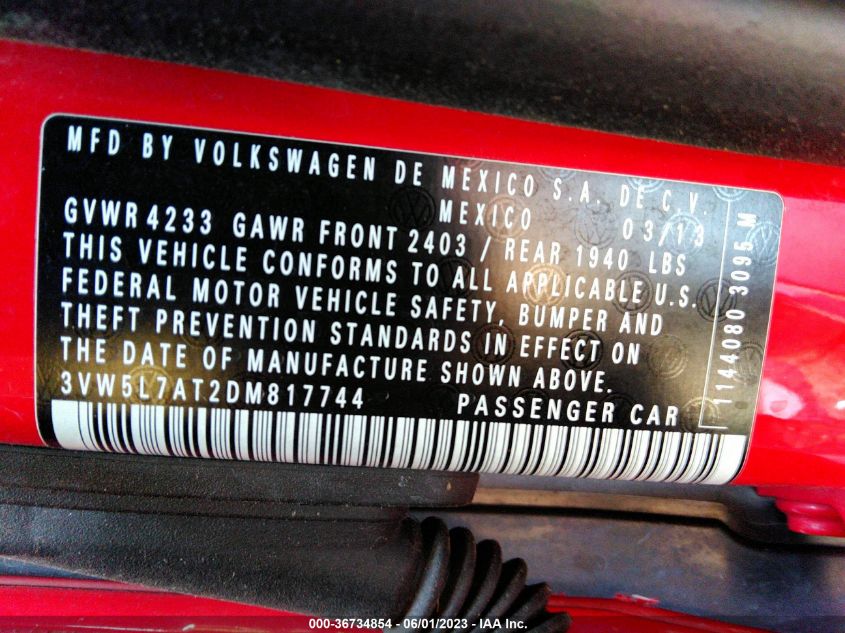 MFD BY VOLKSWAGEN DE MEXICO S.A. DE C.V.
MEXICO 03/13
GVWR 4233 GAWR FRONT 2403 / REAR 1940 LBS
THIS VEHICLE CONFORMS TO ALL APPLICABLE U.S.
FEDERAL MOTOR VEHICLE SAFETY, BUMPER AND
THEFT PREVENTION STANDARDS IN EFFECT ON
THE DATE OF MANUFACTURE SHOWN ABOVE.
3VW5L7AT2DM817744 PASSENGER CAR
1144080 3095 M
000-36734854 - 06/01/2023 - IAA Inc.